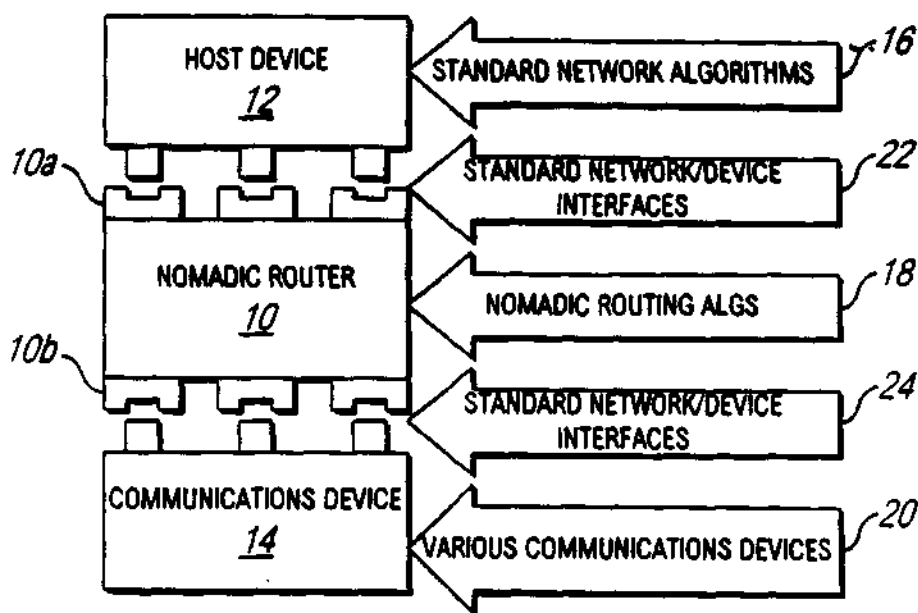 HOST DEVICE
12
STANDARD NETWORK ALGORITHMS
16
10a
STANDARD NETWORK/DEVICE
INTERFACES
22
NOMADIC ROUTER
10
NOMADIC ROUTING ALGS
18
10b
STANDARD NETWORK/DEVICE
INTERFACES
24
COMMUNICATIONS DEVICE
14
VARIOUS COMMUNICATIONS DEVICES
20